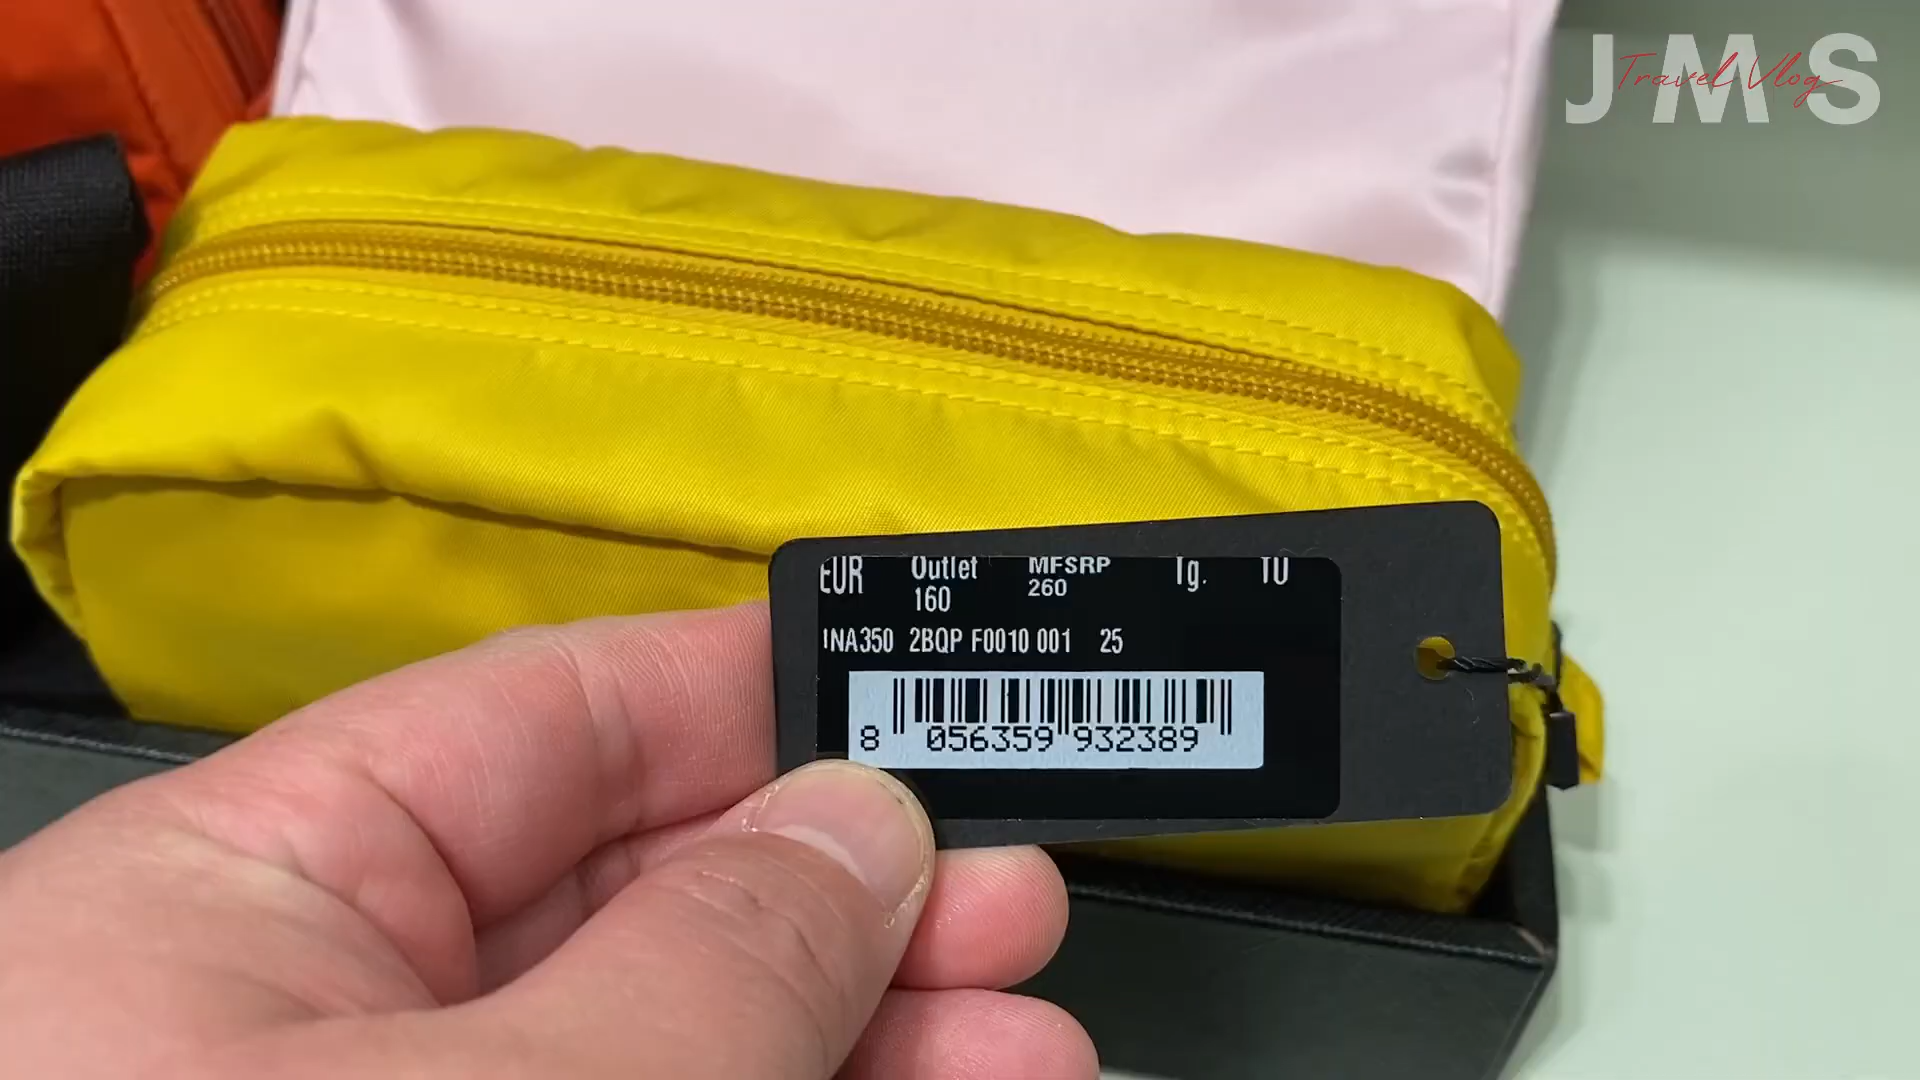 JMS
Travel Vlog
EUR Outlet MFSRP Tg. TU
160 260
1NA350 2BQP F0010 001 25
8 056359 932389